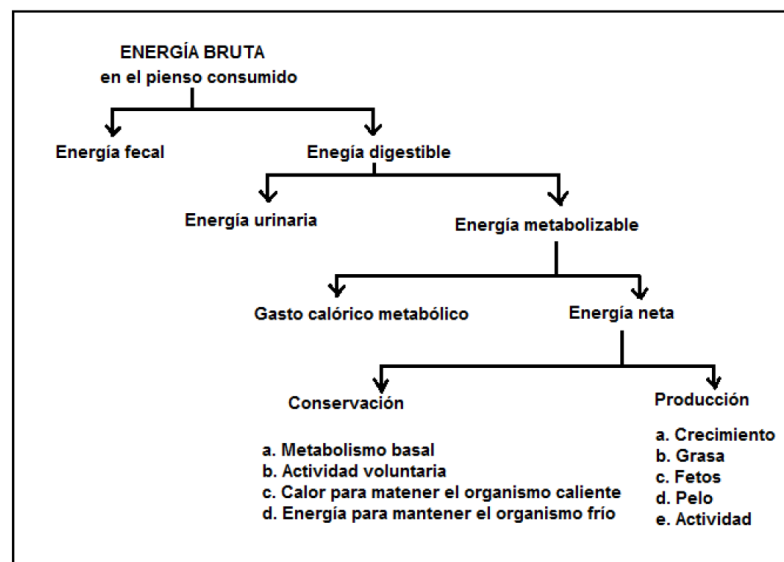 ENERGÍA BRUTA
en el pienso consumido
Energía fecal
Enegía digestible
Energía urinaria
Energía metabolizable
Gasto calórico metabólico
Energía neta
Conservación
Producción
a. Metabolismo basal
b. Actividad voluntaria
c. Calor para matener el organismo caliente
d. Energía para mantener el organismo frío
a. Crecimiento
b. Grasa
c. Fetos
d. Pelo
e. Actividad